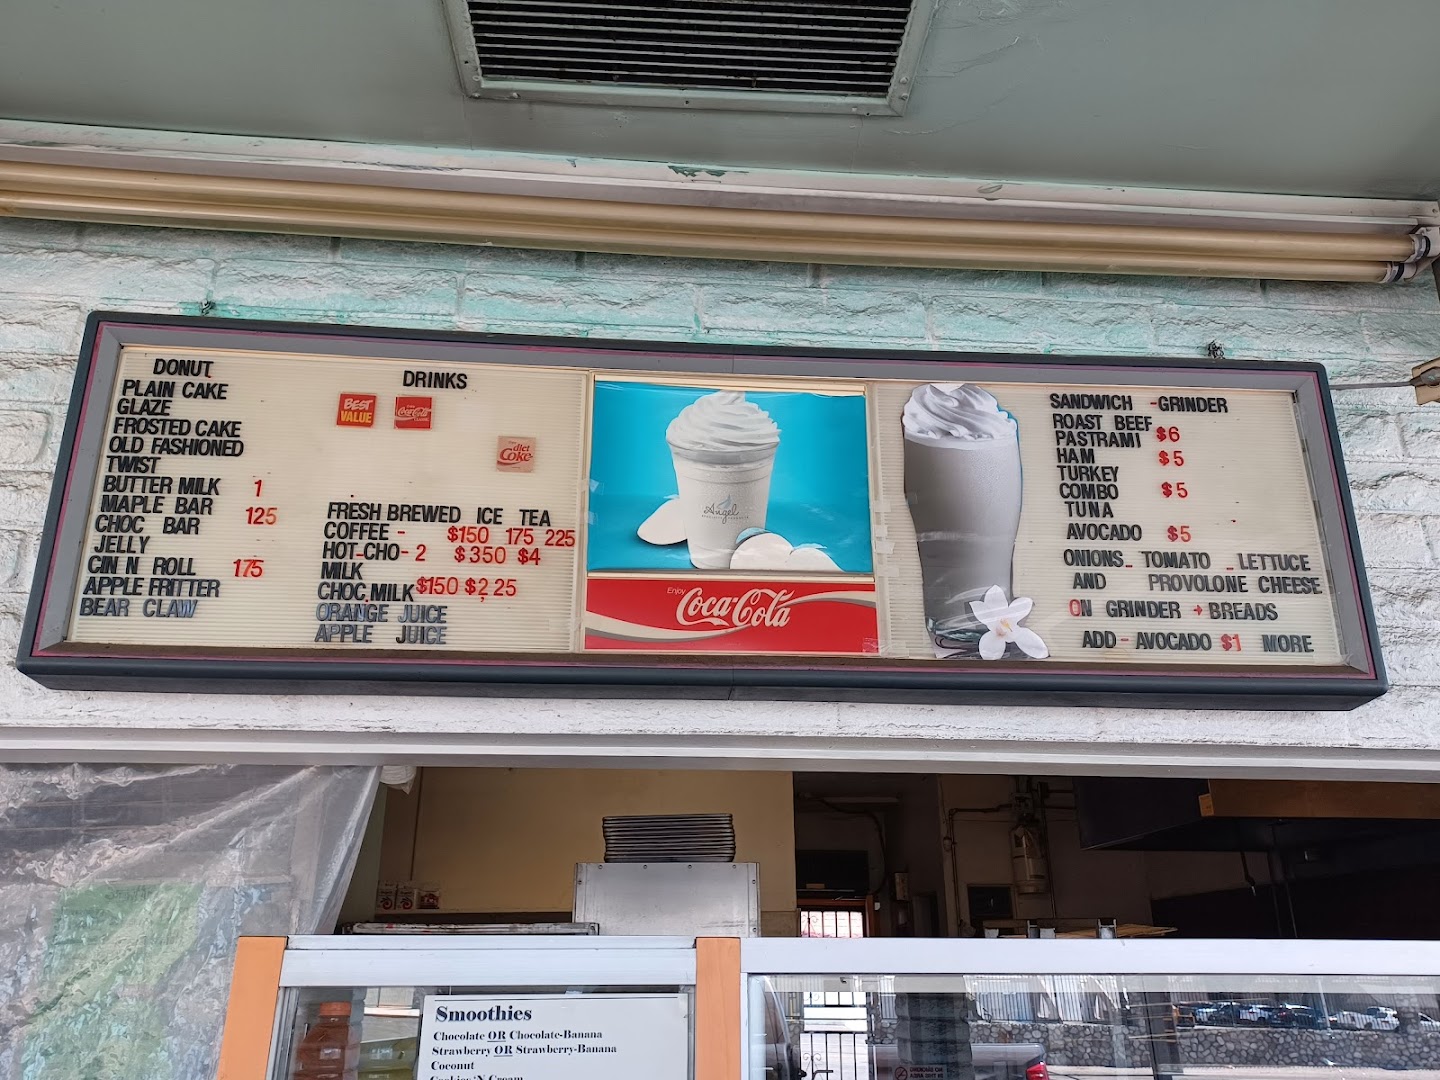 DONUT
PLAIN CAKE
GLAZE
FROSTED CAKE
OLD FASHIONED
TWIST
BUTTER MILK 1
MAPLE BAR 125
CHOC BAR
JELLY
CIN N ROLL 175
APPLE FRITTER
BEAR CLAW
DRINKS
BEST VALUE
Coca-Cola
diet Coke
FRESH BREWED ICE TEA
COFFEE - $150 175 225
HOT-CHO- 2 $350 $4
MILK
CHOC,MILK $150 $2,25
ORANGE JUICE
APPLE JUICE
Angel
Enjoy
Coca-Cola
SANDWICH -GRINDER
ROAST BEEF
PASTRAMI $6
HAM $5
TURKEY
COMBO $5
TUNA
AVOCADO $5
ONIONS_ TOMATO _ LETTUCE
AND PROVOLONE CHEESE
ON GRINDER + BREADS
ADD - AVOCADO $1 MORE
Smoothies
Chocolate OR Chocolate-Banana
Strawberry OR Strawberry-Banana
Coconut
Cookies 'N Cream